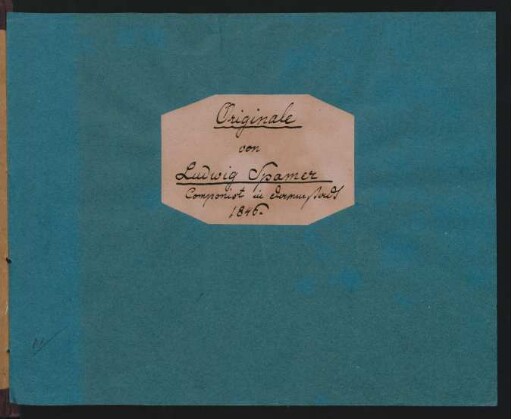 Originale
von
Ludwig Spamer
Componist in Darmstadt
1846.